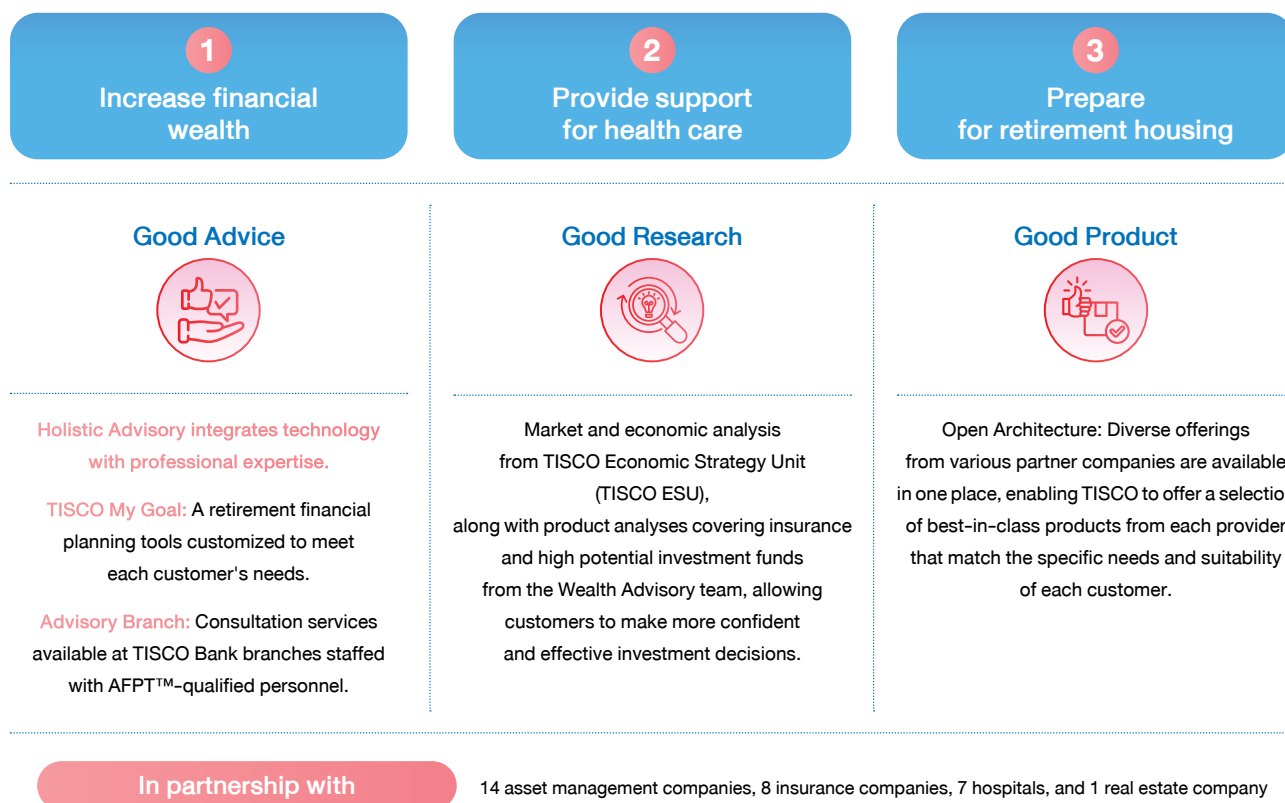 1
Increase financial
wealth
2
Provide support
for health care
3
Prepare
for retirement housing
Good Advice
Holistic Advisory integrates technology
with professional expertise.
TISCO My Goal: A retirement financial
planning tools customized to meet
each customer's needs.
Advisory Branch: Consultation services
available at TISCO Bank branches staffed
with AFPT™-qualified personnel.
Good Research
Market and economic analysis
from TISCO Economic Strategy Unit
(TISCO ESU),
along with product analyses covering insurance
and high potential investment funds
from the Wealth Advisory team, allowing
customers to make more confident
and effective investment decisions.
Good Product
Open Architecture: Diverse offerings
from various partner companies are available
in one place, enabling TISCO to offer a selectio
of best-in-class products from each provider
that match the specific needs and suitability
of each customer.
In partnership with
14 asset management companies, 8 insurance companies, 7 hospitals, and 1 real estate company